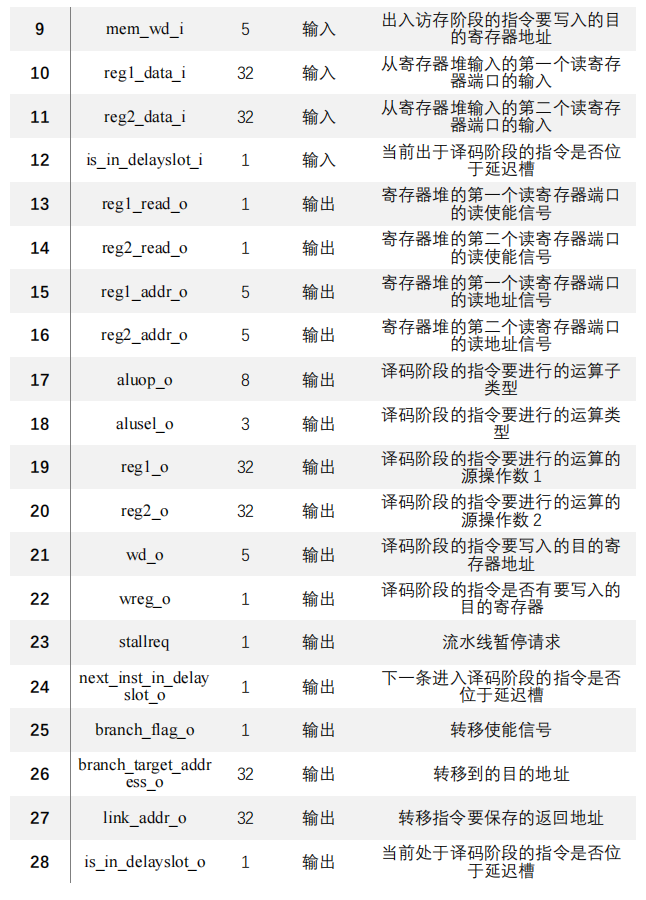 9 mem_wd_i 5 输入 出入访存阶段的指令要写入的目
的寄存器地址
10 reg1_data_i 32 输入 从寄存器堆输入的第一个读寄存
器端口的输入
11 reg2_data_i 32 输入 从寄存器堆输入的第二个读寄存
器端口的输入
12 is_in_delayslot_i 1 输入 当前出于译码阶段的指令是否位
于延迟槽
13 reg1_read_o 1 输出 寄存器堆的第一个读寄存器端口
的读使能信号
14 reg2_read_o 1 输出 寄存器堆的第二个读寄存器端口
的读使能信号
15 reg1_addr_o 5 输出 寄存器堆的第一个读寄存器端口
的读地址信号
16 reg2_addr_o 5 输出 寄存器堆的第二个读寄存器端口
的读地址信号
17 aluop_o 8 输出 译码阶段的指令要进行的运算子
类型
18 alusel_o 3 输出 译码阶段的指令要进行的运算类
型
19 reg1_o 32 输出 译码阶段的指令要进行的运算的
源操作数1
20 reg2_o 32 输出 译码阶段的指令要进行的运算的
源操作数2
21 wd_o 5 输出 译码阶段的指令要写入的目的寄
存器地址
22 wreg_o 1 输出 译码阶段的指令是否有要写入的
目的寄存器
23 stallreq 1 输出 流水线暂停请求
24 next_inst_in_delay
slot_o 1 输出 下一条进入译码阶段的指令是否
位于延迟槽
25 branch_flag_o 1 输出 转移使能信号
26 branch_target_addr
ess_o 32 输出 转移到的目的地址
27 link_addr_o 32 输出 转移指令要保存的返回地址
28 is_in_delayslot_o 1 输出 当前处于译码阶段的指令是否位
于延迟槽